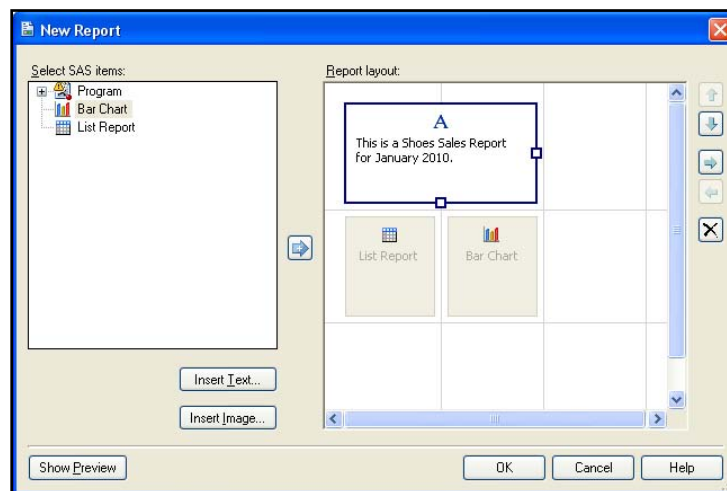 New Report
Select SAS items:
Program
Bar Chart
List Report
Report layout:
A
This is a Shoes Sales Report
for January 2010.
List Report
Bar Chart
Insert Text...
Insert Image...
Show Preview
OK
Cancel
Help